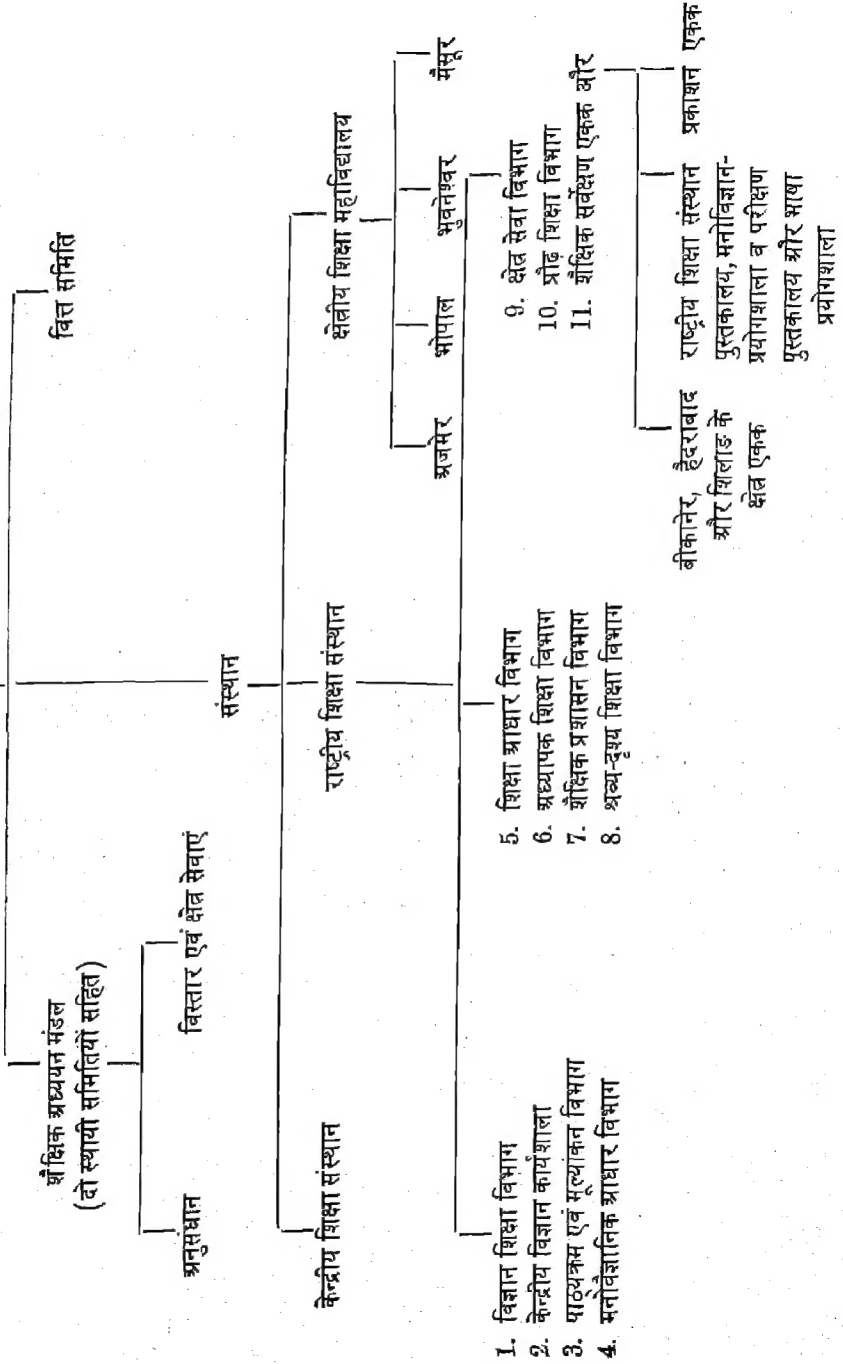 शैक्षिक अध्ययन मंडल
(दो स्थायी समितियों सहित)
वित्त समिति
अनुसंधान
विस्तार एवं क्षेत्र सेवाएं
संस्थान
केन्द्रीय शिक्षा संस्थान
राष्ट्रीय शिक्षा संस्थान
क्षेत्रीय शिक्षा महाविद्यालय
अजमेर
भोपाल
भुवनेश्वर
मैसूर
1. विज्ञान शिक्षा विभाग
2. केन्द्रीय विज्ञान कार्यशाला
3. पाठ्यक्रम एवं मूल्यांकन विभाग
4. मनोवैज्ञानिक आधार विभाग
5. शिक्षा आधार विभाग
6. अध्यापक शिक्षा विभाग
7. शैक्षिक प्रशासन विभाग
8. श्रव्य-दृश्य शिक्षा विभाग
9. क्षेत्र सेवा विभाग
10. प्रौढ़ शिक्षा विभाग
11. शैक्षिक सर्वेक्षण एकक और
बीकानेर, हैदराबाद
और शिलाङ के
क्षेत्र एकक
राष्ट्रीय शिक्षा संस्थान
पुस्तकालय, मनोविज्ञान-
प्रयोगशाला व परीक्षण
पुस्तकालय और भाषा
प्रयोगशाला
प्रकाशन एकक